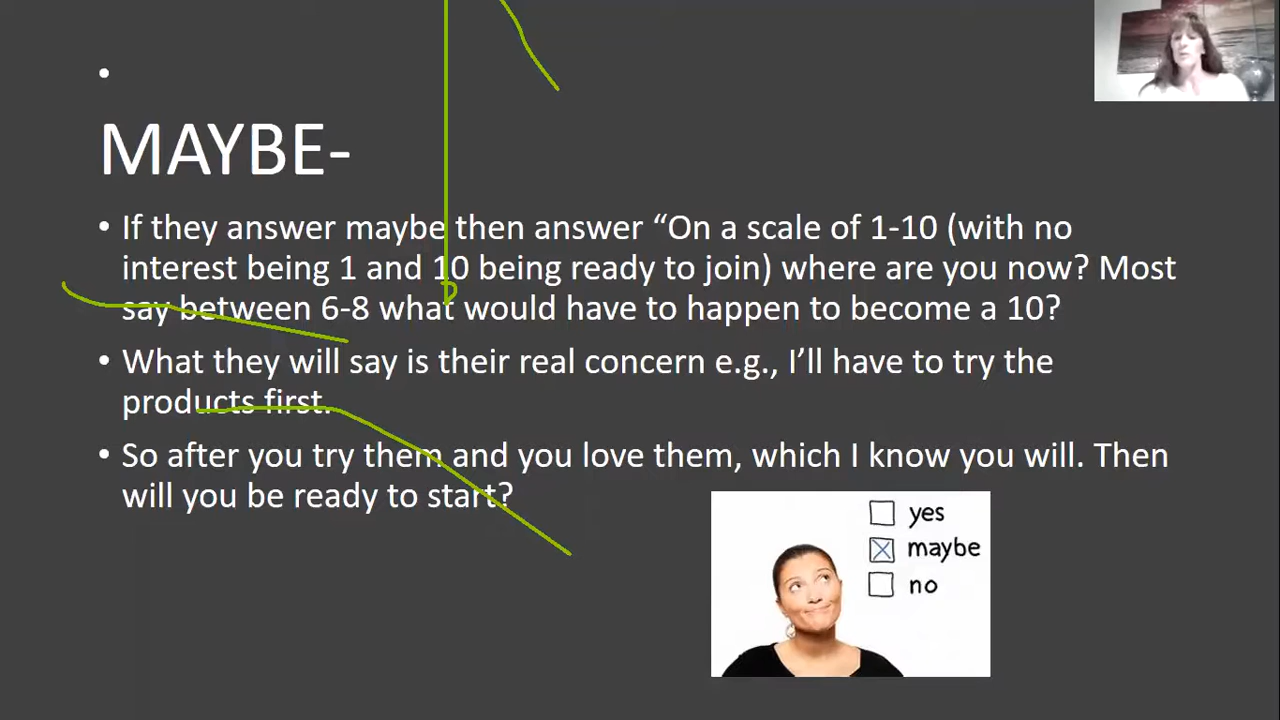 MAYBE-
• If they answer maybe then answer “On a scale of 1-10 (with no
interest being 1 and 10 being ready to join) where are you now? Most
say between 6-8 what would have to happen to become a 10?
• What they will say is their real concern e.g., I’ll have to try the
products first.
• So after you try them and you love them, which I know you will. Then
will you be ready to start?
yes
maybe
no